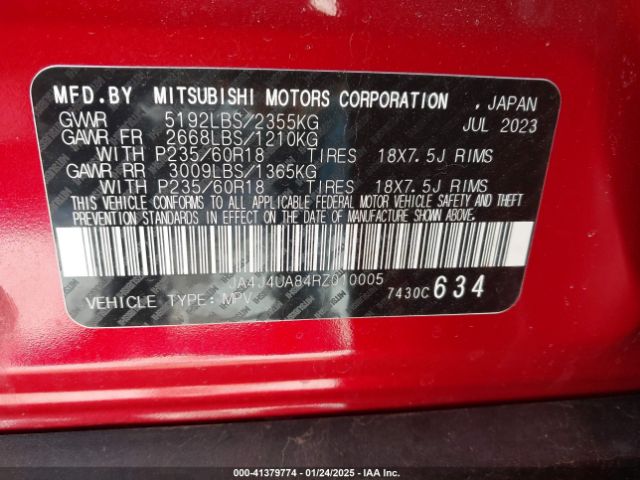 MFD.BY MITSUBISHI MOTORS CORPORATION , JAPAN
GVWR 5192LBS/2355KG JUL 2023
GAWR FR 2668LBS/1210KG
WITH P235/60R18 TIRES 18X7.5J RIMS
GAWR RR 3009LBS/1365KG
WITH P235/60R18 TIRES 18X7.5J RIMS
THIS VEHICLE CONFORMS TO ALL APPLICABLE FEDERAL MOTOR VEHICLE SAFETY AND THEFT
PREVENTION STANDARDS IN EFFECT ON THE DATE OF MANUFACTURE SHOWN ABOVE.
JA4J4UA84RZ010005
VEHICLE TYPE: MPV 7430C 634
000-41379774 | 01/24/2025 | IAAI.COM